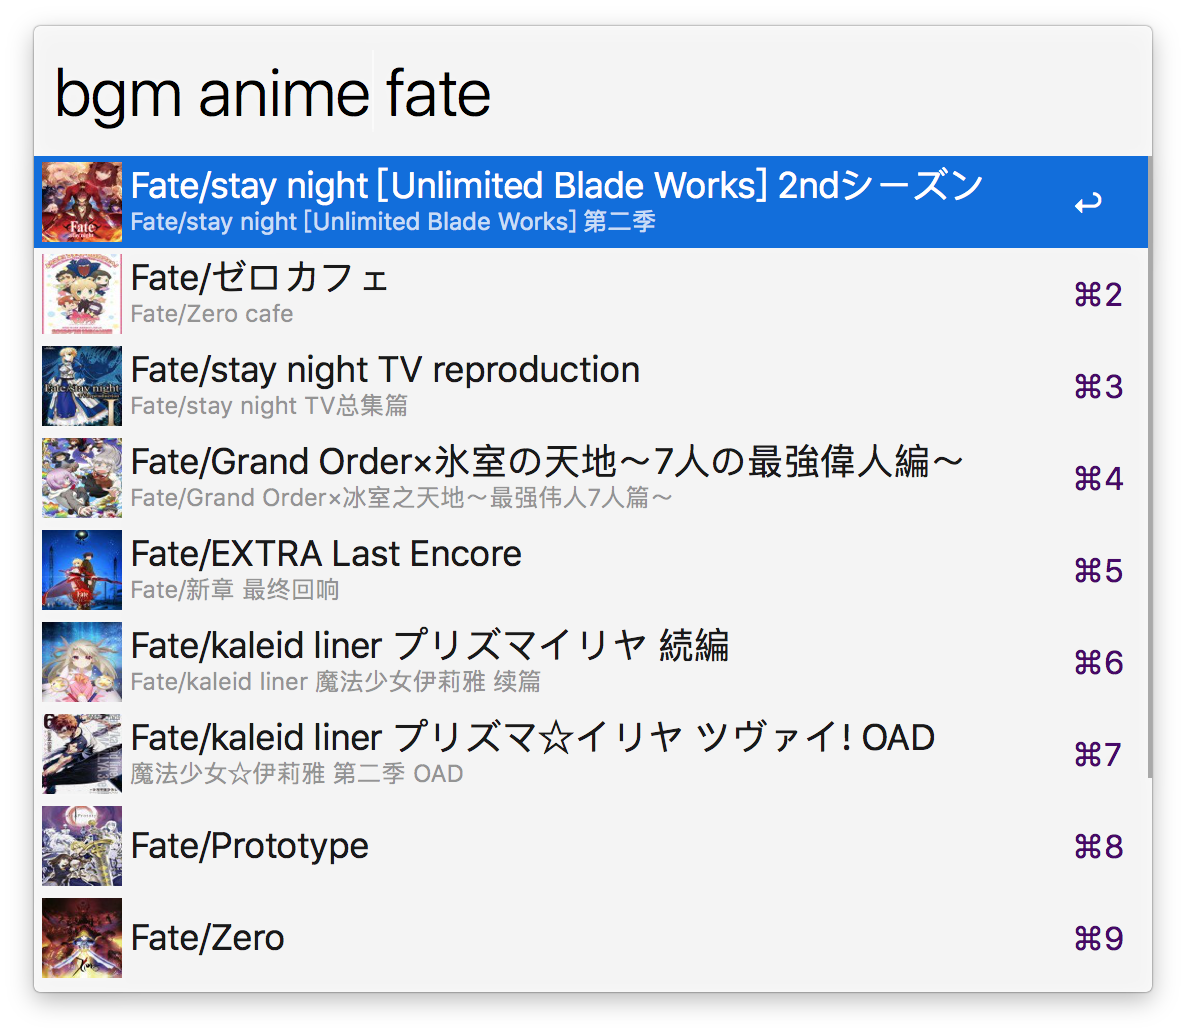 bgm anime fate
Fate/stay night [Unlimited Blade Works] 2ndシーズン
Fate/stay night [Unlimited Blade Works] 第二季
Fate/ゼロカフェ
⌘2
Fate/Zero cafe
Fate/stay night TV reproduction
⌘3
Fate/stay night TV总集篇
Fate/Grand Order×氷室の天地〜7人の最強偉人編〜
⌘4
Fate/Grand Order×冰室之天地〜最强伟人7人篇〜
Fate/EXTRA Last Encore
⌘5
Fate/新章 最终回响
Fate/kaleid liner プリズマイリヤ 続編
⌘6
Fate/kaleid liner 魔法少女伊莉雅 续篇
Fate/kaleid liner プリズマ☆イリヤ ツヴァイ! OAD
⌘7
魔法少女☆伊莉雅 第二季 OAD
Fate/Prototype
⌘8
Fate/Zero
⌘9